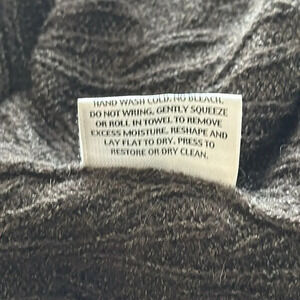 HAND WASH COLD. NO BLEACH.
DO NOT WRING, GENTLY SQUEEZE
OR ROLL IN TOWEL TO REMOVE
EXCESS MOISTURE. RESHAPE AND
LAY FLAT TO DRY. PRESS TO
RESTORE OR DRY CLEAN.